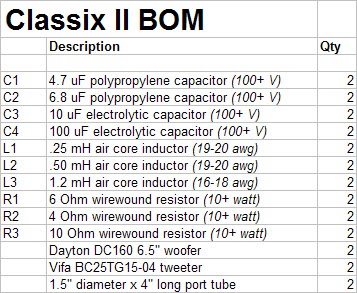 Classix II BOM
Description Qty
C1 4.7 uF polypropylene capacitor (100+ V) 2
C2 6.8 uF polypropylene capacitor (100+ V) 2
C3 10 uF electrolytic capacitor (100+ V) 2
C4 100 uF electrolytic capacitor (100+ V) 2
L1 .25 mH air core inductor (19-20 awg) 2
L2 .50 mH air core inductor (19-20 awg) 2
L3 1.2 mH air core inductor (16-18 awg) 2
R1 6 Ohm wirewound resistor (10+ watt) 2
R2 4 Ohm wirewound resistor (10+ watt) 2
R3 10 Ohm wirewound resistor (10+ watt) 2
Dayton DC160 6.5" woofer 2
Vifa BC25TG15-04 tweeter 2
1.5" diameter x 4" long port tube 2